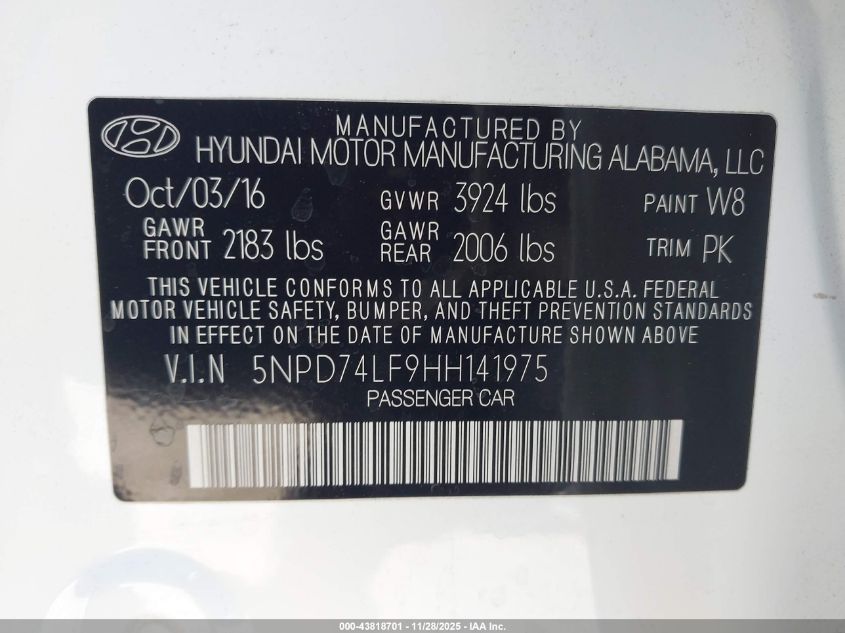 MANUFACTURED BY
HYUNDAI MOTOR MANUFACTURING ALABAMA, LLC
Oct/03/16 GVWR 3924 lbs PAINT W8
GAWR FRONT 2183 lbs GAWR REAR 2006 lbs TRIM PK
THIS VEHICLE CONFORMS TO ALL APPLICABLE U.S.A. FEDERAL
MOTOR VEHICLE SAFETY, BUMPER, AND THEFT PREVENTION STANDARDS
IN EFFECT ON THE DATE OF MANUFACTURE SHOWN ABOVE
V.I.N 5NPD74LF9HH141975
PASSENGER CAR
000-43818701 - 11/28/2025 - IAA Inc.